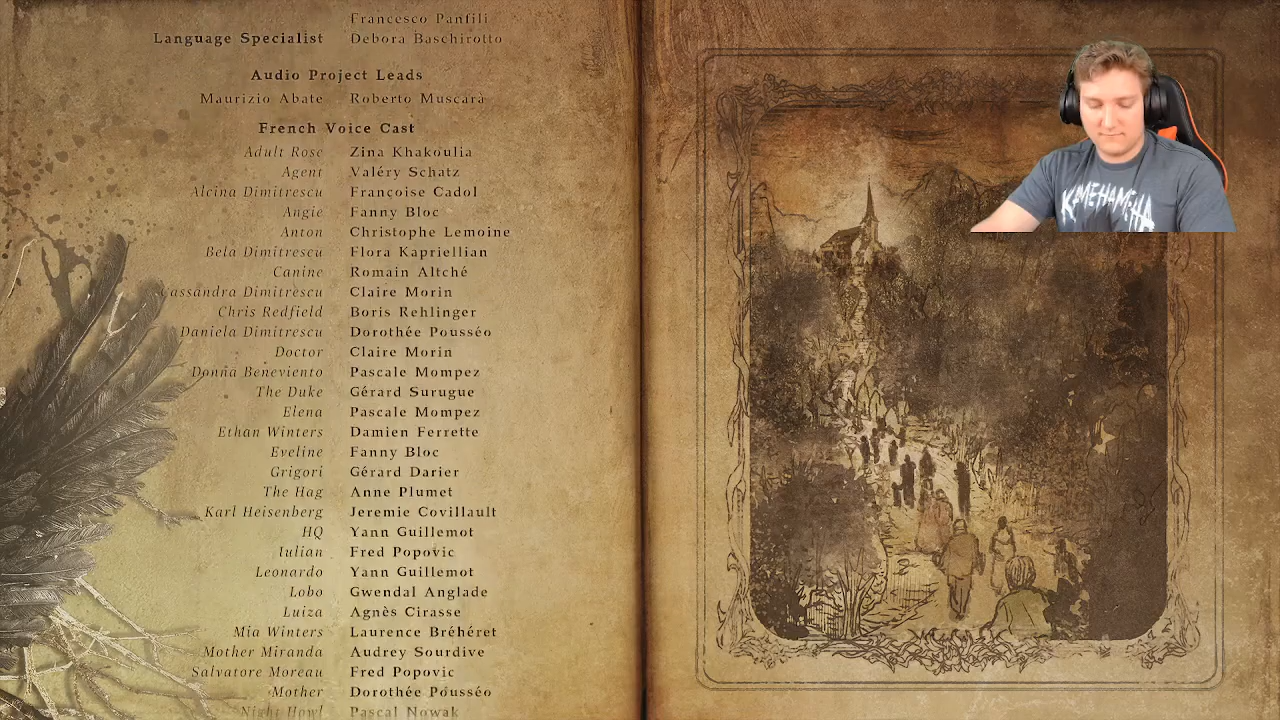 Francesco Panfili
Language Specialist Debora Baschirotto
Audio Project Leads
Maurizio Abate Roberto Muscarà
French Voice Cast
Adult Rose Zina Khakoulia
Agent Valéry Schatz
Alcina Dimitrescu Françoise Cadol
Angie Fanny Bloc
Anton Christophe Lemoine
Bela Dimitrescu Flora Kapriellian
Canine Romain Altché
Cassandra Dimitrescu Claire Morin
Chris Redfield Boris Rehlinger
Daniela Dimitrescu Dorothée Pousséo
Doctor Claire Morin
Donna Beneviento Pascale Mompez
The Duke Gérard Surugue
Elena Pascale Mompez
Ethan Winters Damien Ferrette
Eveline Fanny Bloc
Grigori Gérard Darier
The Hag Anne Plumet
Karl Heisenberg Jeremie Covillault
HQ Yann Guillemot
Iulian Fred Popovic
Leonardo Yann Guillemot
Lobo Gwendal Anglade
Luiza Agnès Cirasse
Mia Winters Laurence Bréhéret
Mother Miranda Audrey Sourdive
Salvatore Moreau Fred Popovic
Mother Dorothée Pousséo
Night Howl Pascal Nowak
KAMEHAMEHA